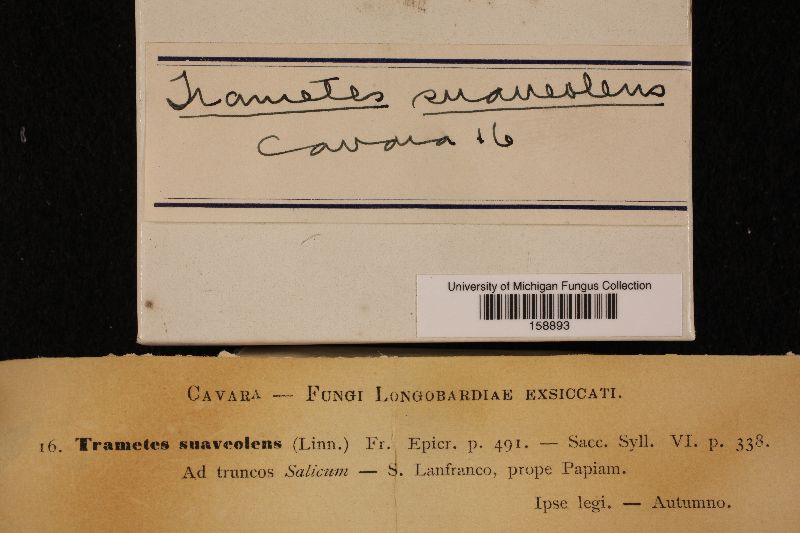 Trametes suaveolens
Cavara 16
University of Michigan Fungus Collection
158893
CAVARA — FUNGI LONGOBARDIAE EXSICCATI.
16. Trametes suaveolens (Linn.) Fr. Epicr. p. 491. — Sacc. Syll. VI. p. 338.
Ad truncos Salicum — S. Lanfranco, prope Papiam.
Ipse legi. — Autumno.